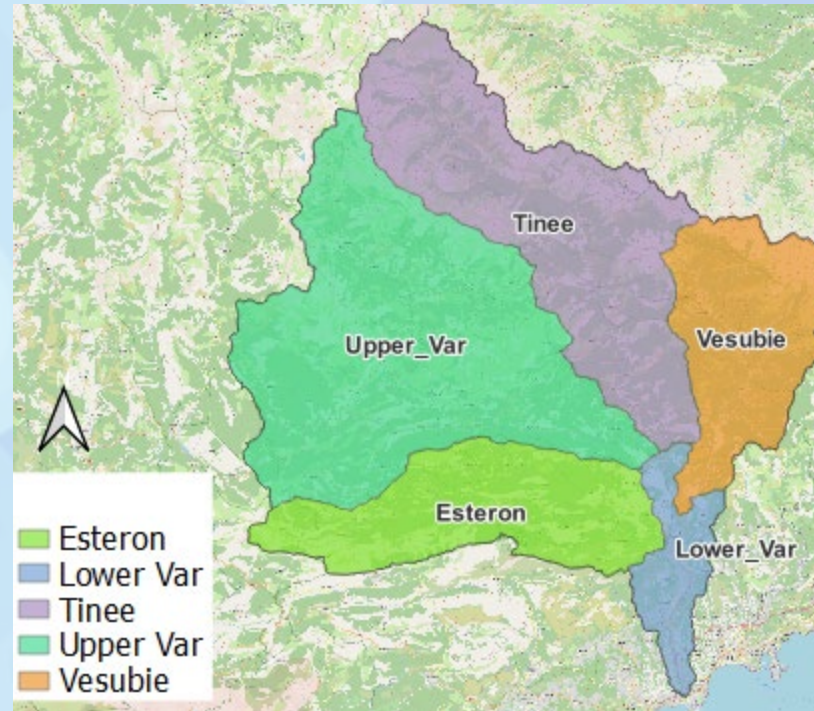 Tinee
Upper_Var
Vesubie
Esteron
Lower_Var
Esteron
Lower Var
Tinee
Upper Var
Vesubie